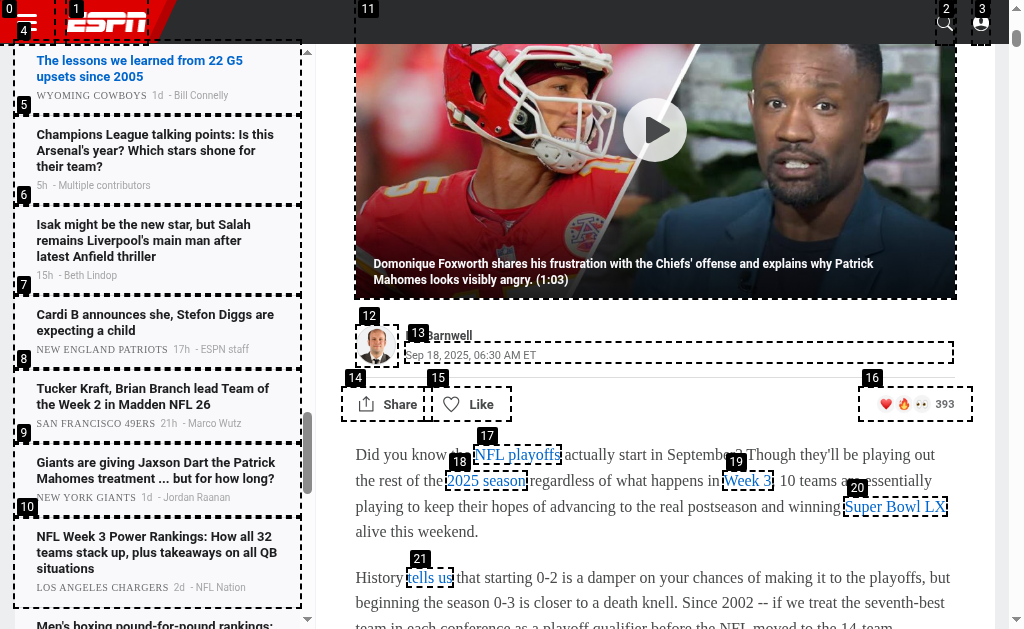 0
1
11
2
3
4
ESPN
The lessons we learned from 22 G5
upsets since 2005
WYOMING COWBOYS 1d - Bill Connelly
5
Champions League talking points: Is this
Arsenal's year? Which stars shone for
their team?
5h - Multiple contributors
6
Isak might be the new star, but Salah
remains Liverpool's main man after
latest Anfield thriller
15h - Beth Lindop
7
Cardi B announces she, Stefon Diggs are
expecting a child
NEW ENGLAND PATRIOTS 17h - ESPN staff
8
Tucker Kraft, Brian Branch lead Team of
the Week 2 in Madden NFL 26
SAN FRANCISCO 49ERS 21h - Marco Wutz
9
Giants are giving Jaxson Dart the Patrick
Mahomes treatment ... but for how long?
NEW YORK GIANTS 1d - Jordan Raanan
10
NFL Week 3 Power Rankings: How all 32
teams stack up, plus takeaways on all QB
situations
LOS ANGELES CHARGERS 2d - NFL Nation
Men's boxing pound-for-pound rankings:
Domonique Foxworth shares his frustration with the Chiefs' offense and explains why Patrick
Mahomes looks visibly angry. (1:03)
12
13
Barnwell
Sep 18, 2025, 06:30 AM ET
14
15
16
Share
Like
393
17
Did you know the NFL playoffs actually start in September? Though they'll be playing out
18
19
the rest of the 2025 season regardless of what happens in Week 3, 10 teams are essentially
20
playing to keep their hopes of advancing to the real postseason and winning Super Bowl LX
alive this weekend.
21
History tells us that starting 0-2 is a damper on your chances of making it to the playoffs, but
beginning the season 0-3 is closer to a death knell. Since 2002 -- if we treat the seventh-best
team in each conference as a playoff qualifier before the NFL moved to the 14-team